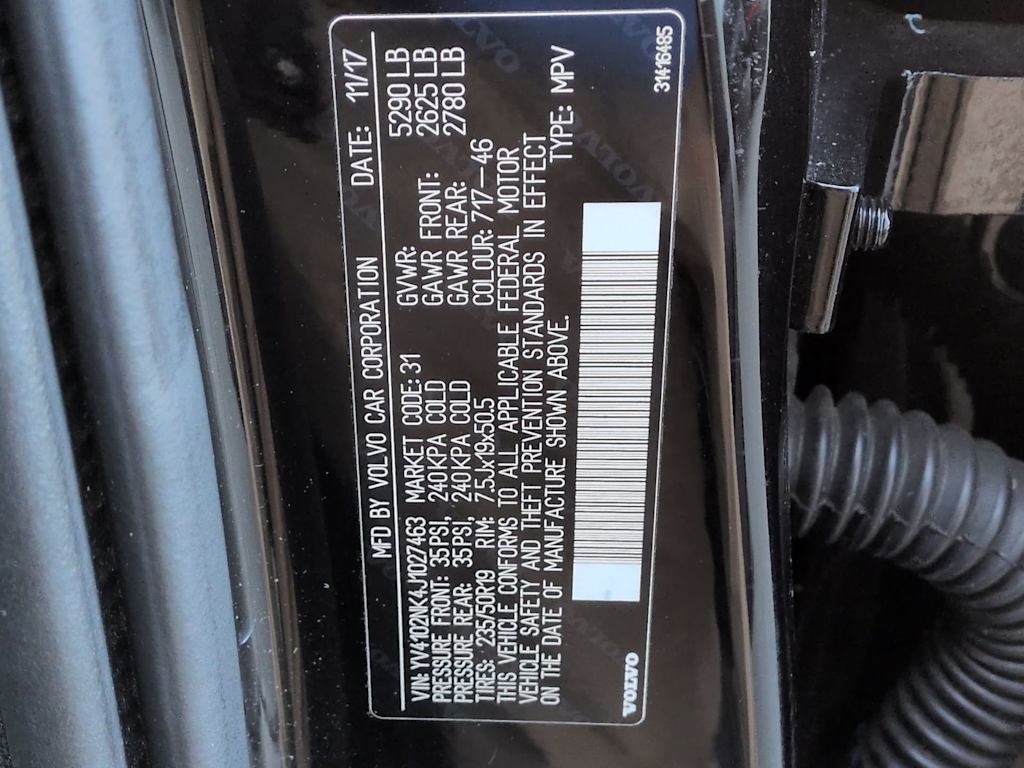 MFD BY VOLVO CAR CORPORATION DATE: 11/17
VIN: YV4102NK4J1027463 MARKET CODE: 31 GVWR: 5290 LB
PRESSURE FRONT: 35PSI, 240KPA COLD GAWR FRONT: 2625 LB
PRESSURE REAR: 35PSI, 240KPA COLD GAWR REAR: 2780 LB
TIRES: 235/50R19 RIM: 7.5Jx19x50.5 COLOUR: 717—46
THIS VEHICLE CONFORMS TO ALL APPLICABLE FEDERAL MOTOR
VEHICLE SAFETY AND THEFT PREVENTION STANDARDS IN EFFECT
ON THE DATE OF MANUFACTURE SHOWN ABOVE. TYPE: MPV
VOLVO 31416485